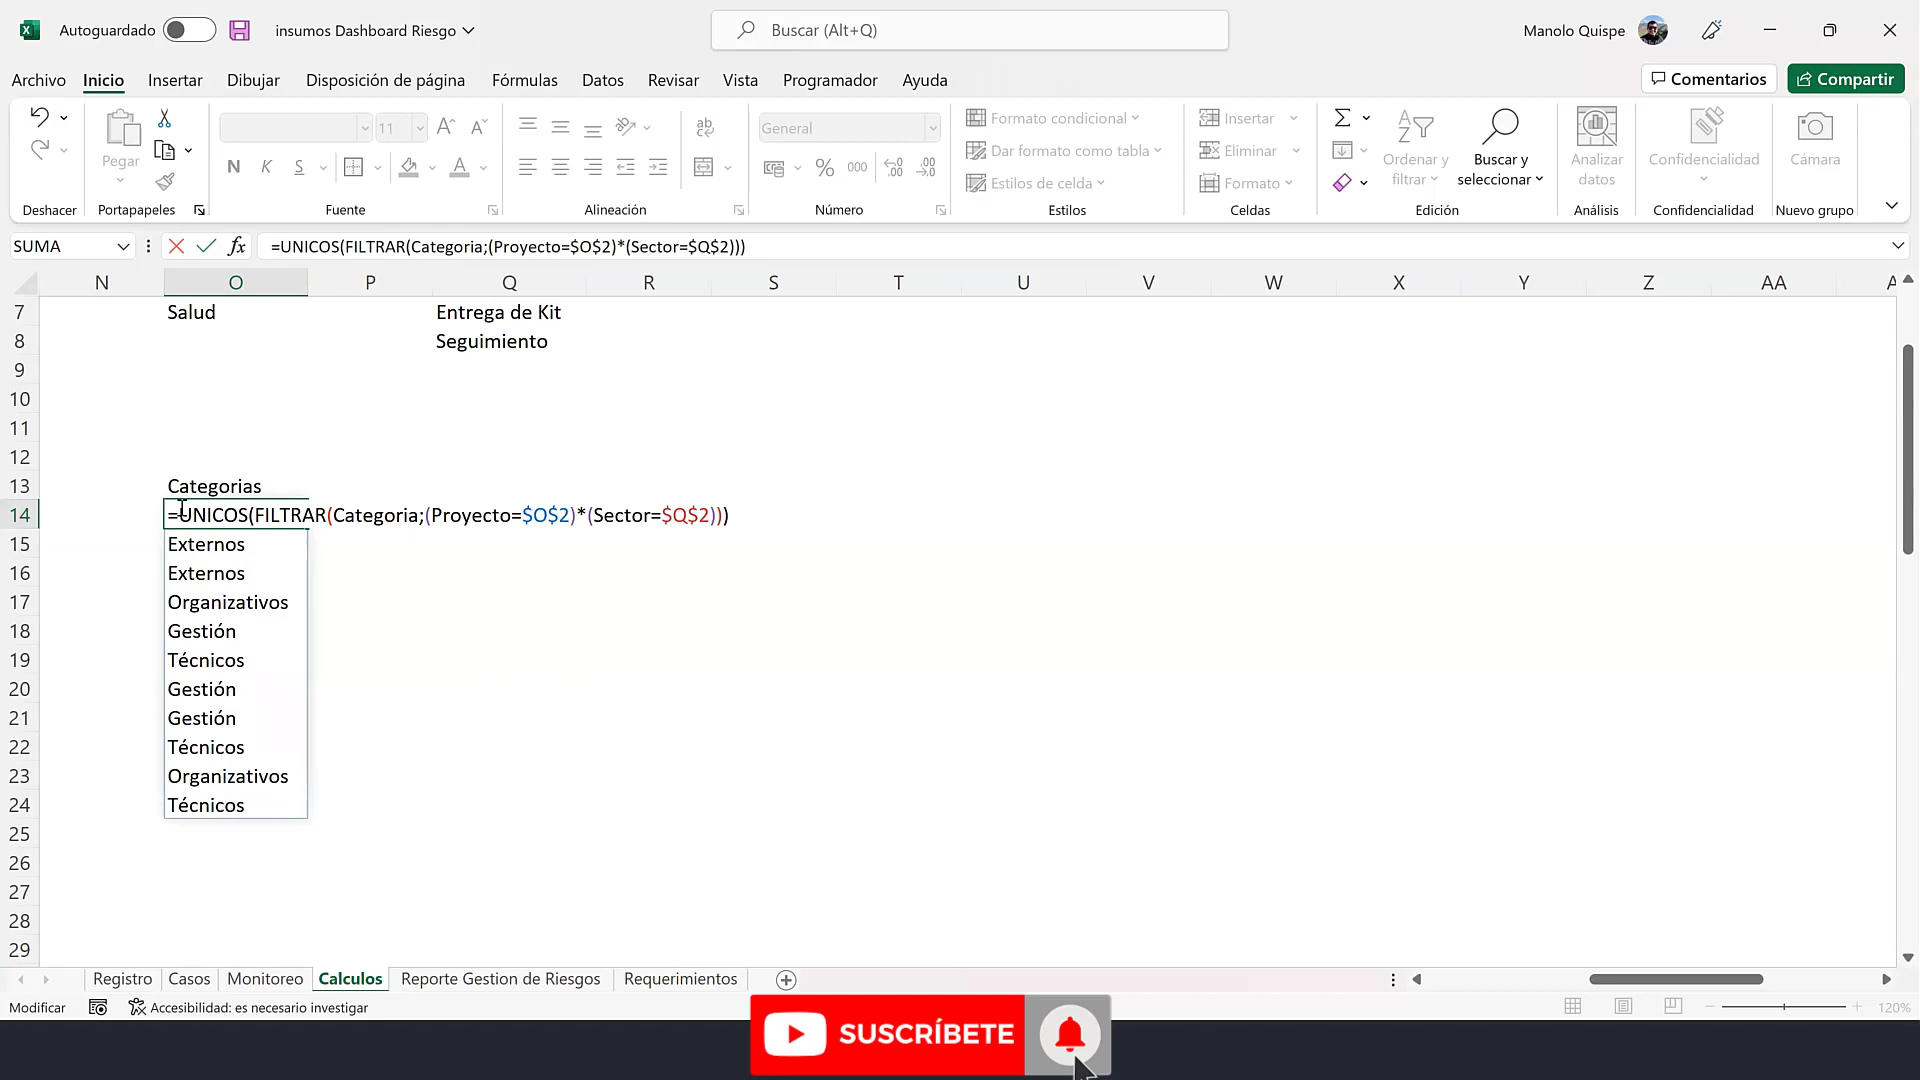 Autoguardado
insumos Dashboard Riesgo
Buscar (Alt+Q)
Manolo Quispe
Archivo Inicio Insertar Dibujar Disposición de página Fórmulas Datos Revisar Vista Programador Ayuda
Comentarios
Compartir
Pegar
11
N K S
General
% 000
Formato condicional
Dar formato como tabla
Estilos de celda
Insertar
Eliminar
Formato
Ordenar y
filtrar
Buscar y
seleccionar
Analizar
datos
Confidencialidad
Cámara
Deshacer Portapapeles Fuente Alineación Número Estilos Celdas Edición Análisis Confidencialidad Nuevo grupo
SUMA
fx
=UNICOS(FILTRAR(Categoria;(Proyecto=$O$2)*(Sector=$Q$2)))
N O P Q R S T U V W X Y Z AA A
7 Salud Entrega de Kit
8 Seguimiento
9
10
11
12
13 Categorias
14 =UNICOS(FILTRAR(Categoria;(Proyecto=$O$2)*(Sector=$Q$2)))
15 Externos
16 Externos
17 Organizativos
18 Gestión
19 Técnicos
20 Gestión
21 Gestión
22 Técnicos
23 Organizativos
24 Técnicos
25
26
27
28
29
Registro Casos Monitoreo Calculos Reporte Gestion de Riesgos Requerimientos
Modificar
Accesibilidad: es necesario investigar
120%
SUSCRÍBETE